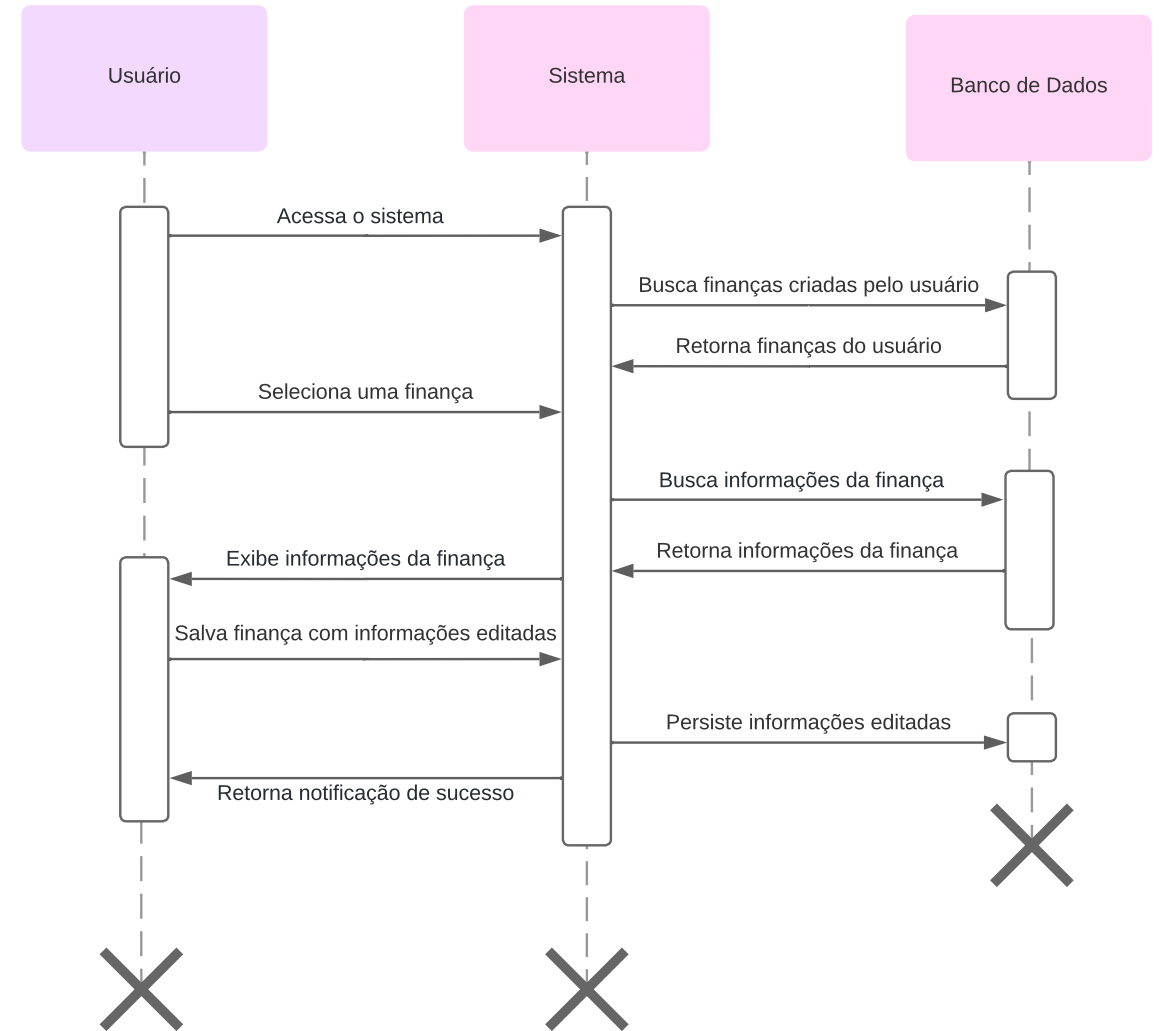 Usuário
Sistema
Banco de Dados
Acessa o sistema
Busca finanças criadas pelo usuário
Retorna finanças do usuário
Seleciona uma finança
Busca informações da finança
Retorna informações da finança
Exibe informações da finança
Salva finança com informações editadas
Persiste informações editadas
Retorna notificação de sucesso